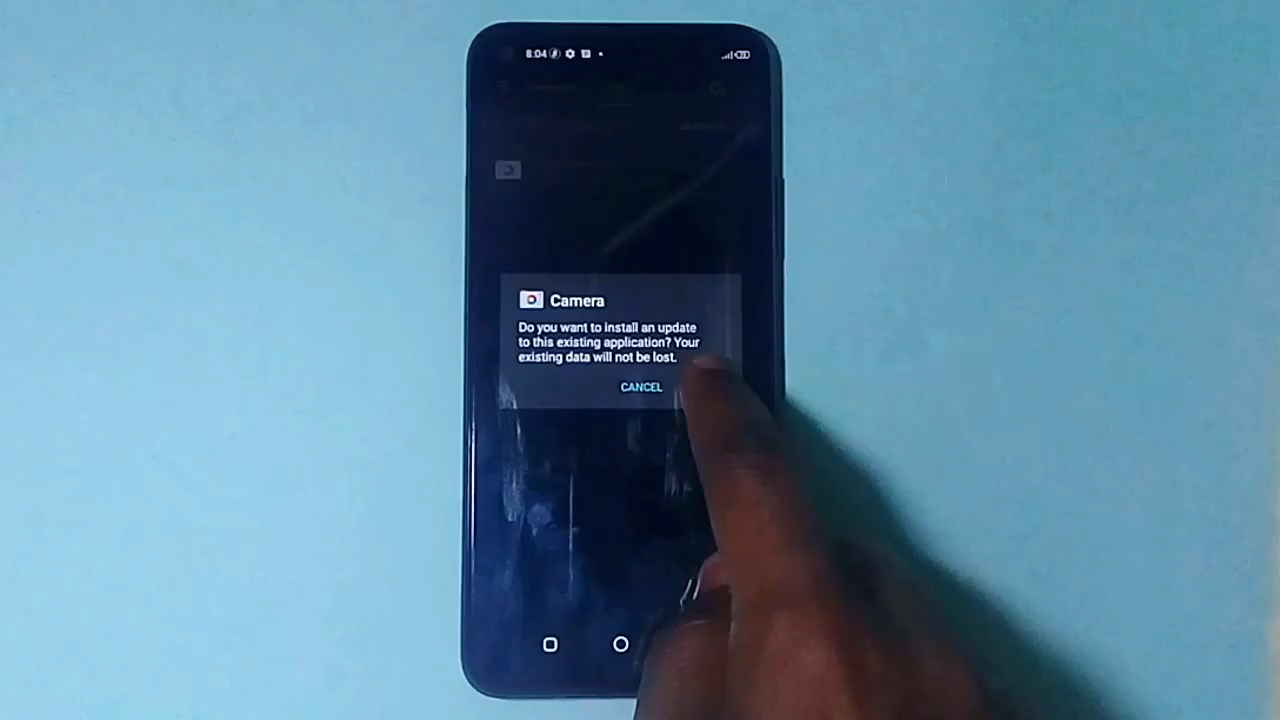 8:04
Camera
Do you want to install an update
to this existing application? Your
existing data will not be lost.
CANCEL